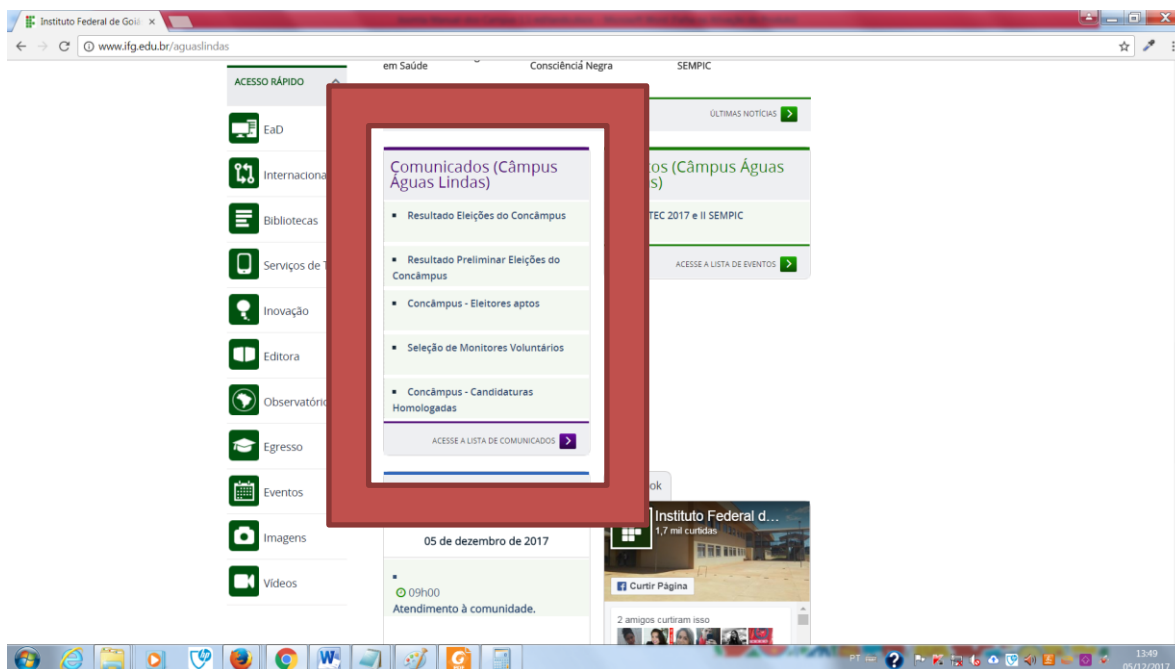 Instituto Federal de Goiá
www.ifg.edu.br/aguaslindas
ACESSO RÁPIDO
EaD
Internaciona
Bibliotecas
Serviços de T
Inovação
Editora
Observatório
Egresso
Eventos
Imagens
Vídeos
em Saúde
Consciência Negra
SEMPIC
ÚLTIMAS NOTÍCIAS
Comunicados (Câmpus
Águas Lindas)
Resultado Eleições do Concâmpus
Resultado Preliminar Eleições do
Concâmpus
Concâmpus - Eleitores aptos
Seleção de Monitores Voluntários
Concâmpus - Candidaturas
Homologadas
ACESSE A LISTA DE COMUNICADOS
tos (Câmpus Águas
s)
TEC 2017 e II SEMPIC
ACESSE A LISTA DE EVENTOS
05 de dezembro de 2017
09h00
Atendimento à comunidade.
ok
Instituto Federal d...
1,7 mil curtidas
Curtir Página
2 amigos curtiram isso
PT
13:49